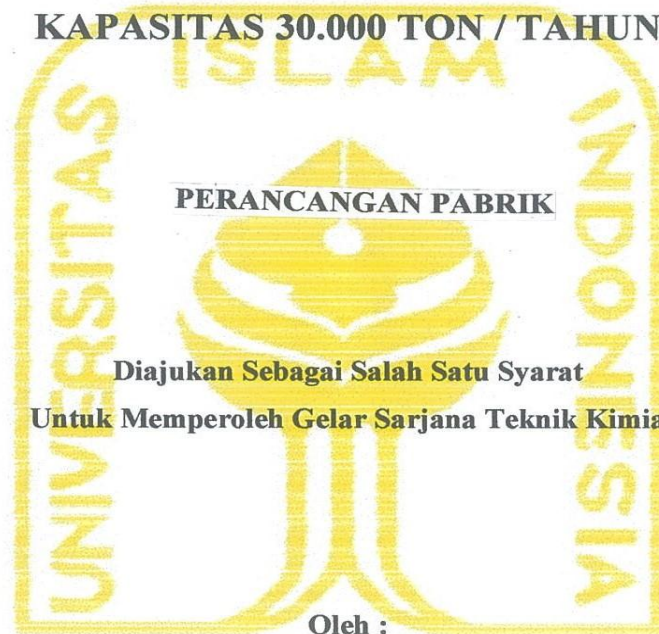 KAPASITAS 30.000 TON / TAHUN
UNIVERSITAS ISLAM INDONESIA
PERANCANGAN PABRIK
Diajukan Sebagai Salah Satu Syarat
Untuk Memperoleh Gelar Sarjana Teknik Kimia
Oleh :